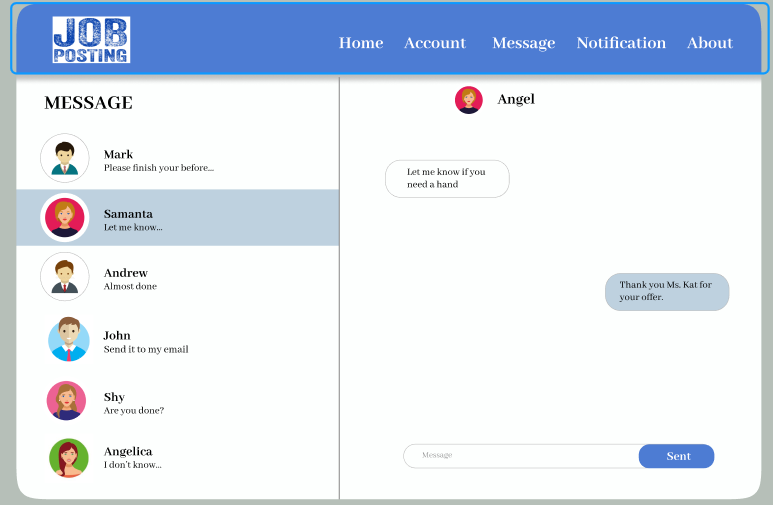 JOB
POSTING
Home Account Message Notification About
MESSAGE
Mark
Please finish your before...
Samanta
Let me know...
Andrew
Almost done
John
Send it to my email
Shy
Are you done?
Angelica
I don't know...
Angel
Let me know if you
need a hand
Thank you Ms. Kat for
your offer.
Message
Sent